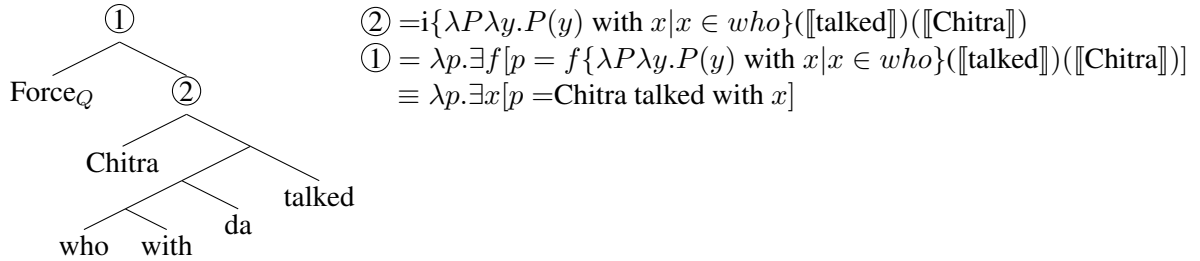 ①
② =i{λPλy.P(y) with x|x ∈ who}(⟦talked⟧)(⟦Chitra⟧)
① = λp.∃f[p = f{λPλy.P(y) with x|x ∈ who}(⟦talked⟧)(⟦Chitra⟧)]
≡ λp.∃x[p =Chitra talked with x]
Force_Q ②
Chitra
talked
da
who with